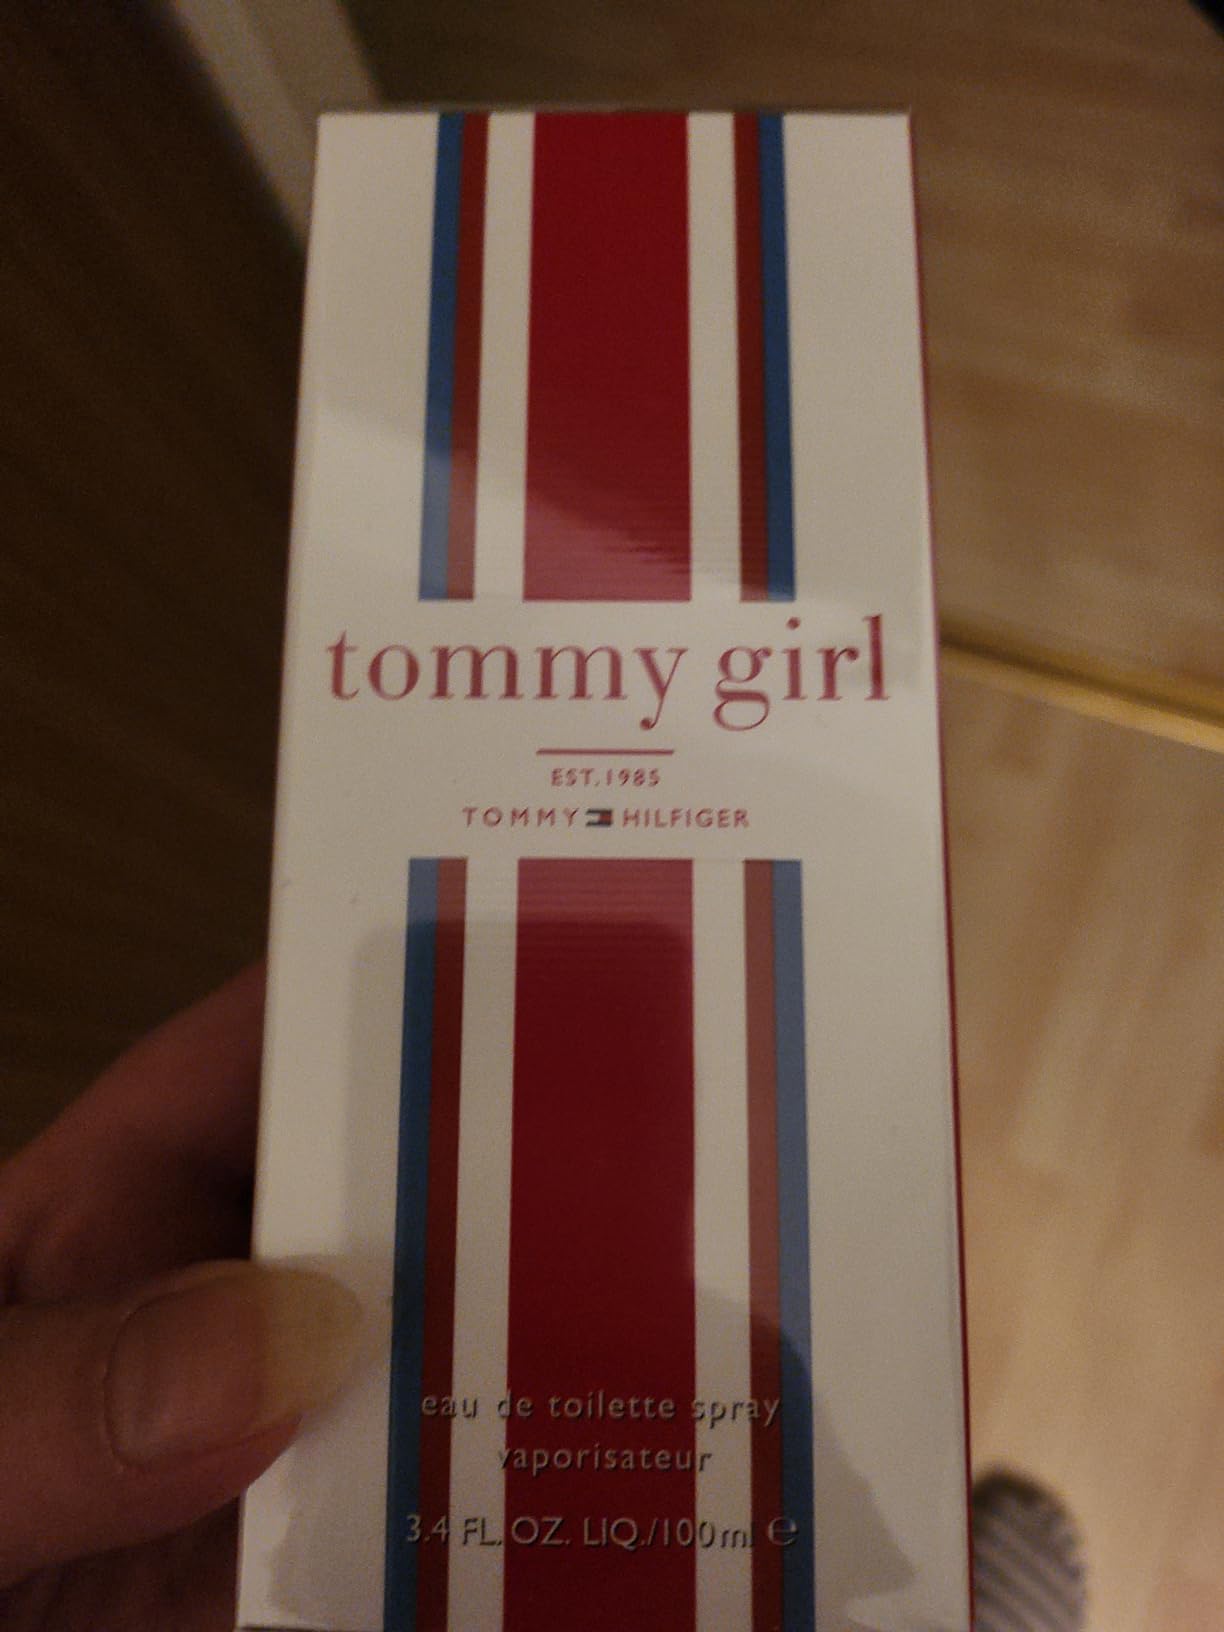 tommy girl
EST.1985
TOMMY HILFIGER
eau de toilette spray
vaporisateur
3.4 FL. OZ. LIQ./100ml e